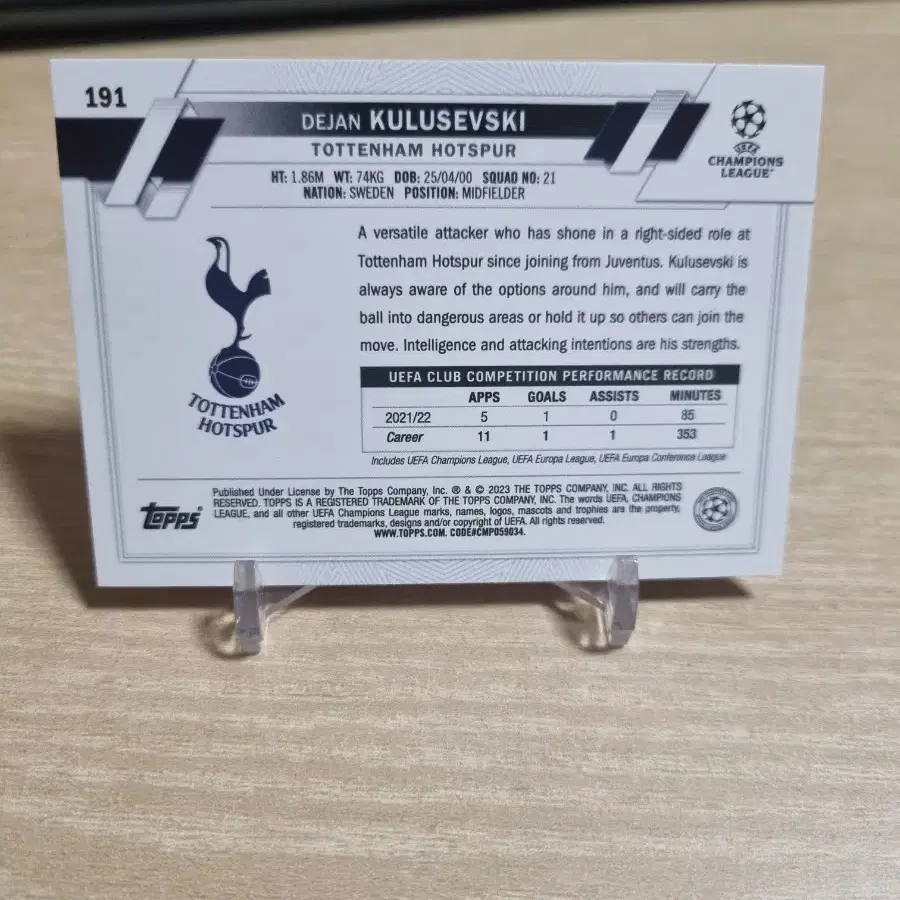 191
DEJAN KULUSEVSKI
TOTTENHAM HOTSPUR
HT: 1.86M WT: 74KG DOB: 25/04/00 SQUAD NO: 21
NATION: SWEDEN POSITION: MIDFIELDER
UEFA
CHAMPIONS
LEAGUE
A versatile attacker who has shone in a right-sided role at
Tottenham Hotspur since joining from Juventus. Kulusevski is
always aware of the options around him, and will carry the
ball into dangerous areas or hold it up so others can join the
move. Intelligence and attacking intentions are his strengths.
TOTTENHAM
HOTSPUR
UEFA CLUB COMPETITION PERFORMANCE RECORD
APPS GOALS ASSISTS MINUTES
2021/22 5 1 0 85
Career 11 1 1 353
Includes UEFA Champions League, UEFA Europa League, UEFA Europa Conference League
topps
Published Under License by The Topps Company, Inc. ® & © 2023 THE TOPPS COMPANY, INC. ALL RIGHTS
RESERVED. TOPPS IS A REGISTERED TRADEMARK OF THE TOPPS COMPANY, INC. The words UEFA, CHAMPIONS
LEAGUE, and all other UEFA Champions League marks, names, logos, mascots and trophies are the property,
registered trademarks, designs and/or copyright of UEFA. All rights reserved.
WWW.TOPPS.COM. CODE#CMP059034.